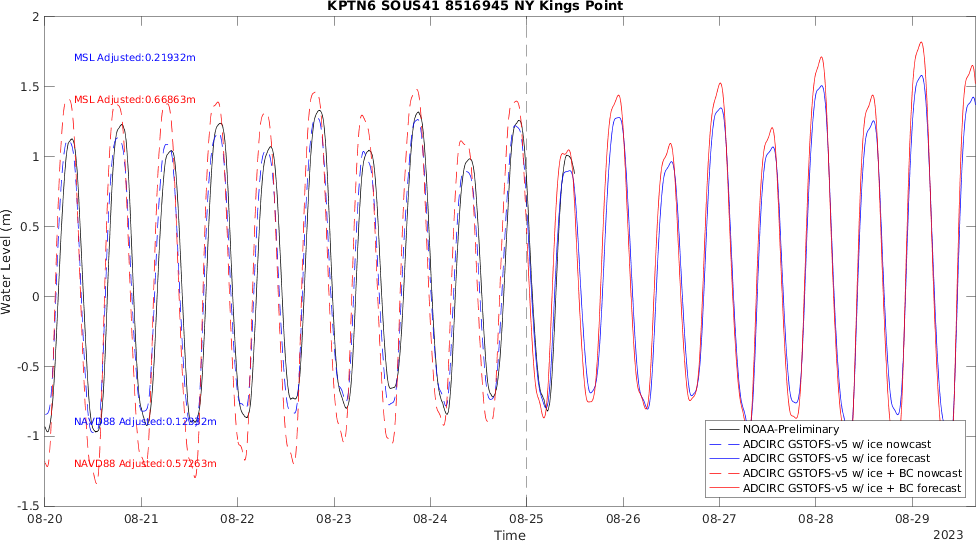 KPTN6 SOUS41 8516945 NY Kings Point
2
MSL Adjusted:0.21932m
1.5
MSL Adjusted:0.66863m
1
0.5
Water Level (m)
0
-0.5
NAVD88 Adjusted:0.12932m
-1
NAVD88 Adjusted:0.57263m
-1.5
NOAA-Preliminary
ADCIRC GSTOFS-v5 w/ ice nowcast
ADCIRC GSTOFS-v5 w/ ice forecast
ADCIRC GSTOFS-v5 w/ ice + BC nowcast
ADCIRC GSTOFS-v5 w/ ice + BC forecast
08-20 08-21 08-22 08-23 08-24 08-25 08-26 08-27 08-28 08-29
Time
2023